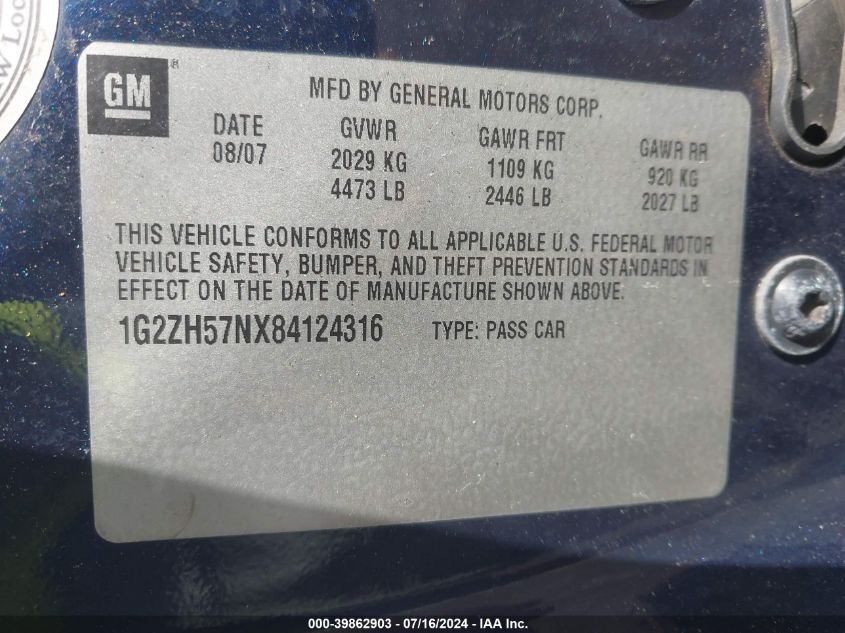 W Loc
GM
MFD BY GENERAL MOTORS CORP.
DATE GVWR GAWR FRT GAWR RR
08/07 2029 KG 1109 KG 920 KG
4473 LB 2446 LB 2027 LB
THIS VEHICLE CONFORMS TO ALL APPLICABLE U.S. FEDERAL MOTOR
VEHICLE SAFETY, BUMPER, AND THEFT PREVENTION STANDARDS IN
EFFECT ON THE DATE OF MANUFACTURE SHOWN ABOVE.
1G2ZH57NX84124316 TYPE: PASS CAR
000-39862903 - 07/16/2024 - IAA Inc.